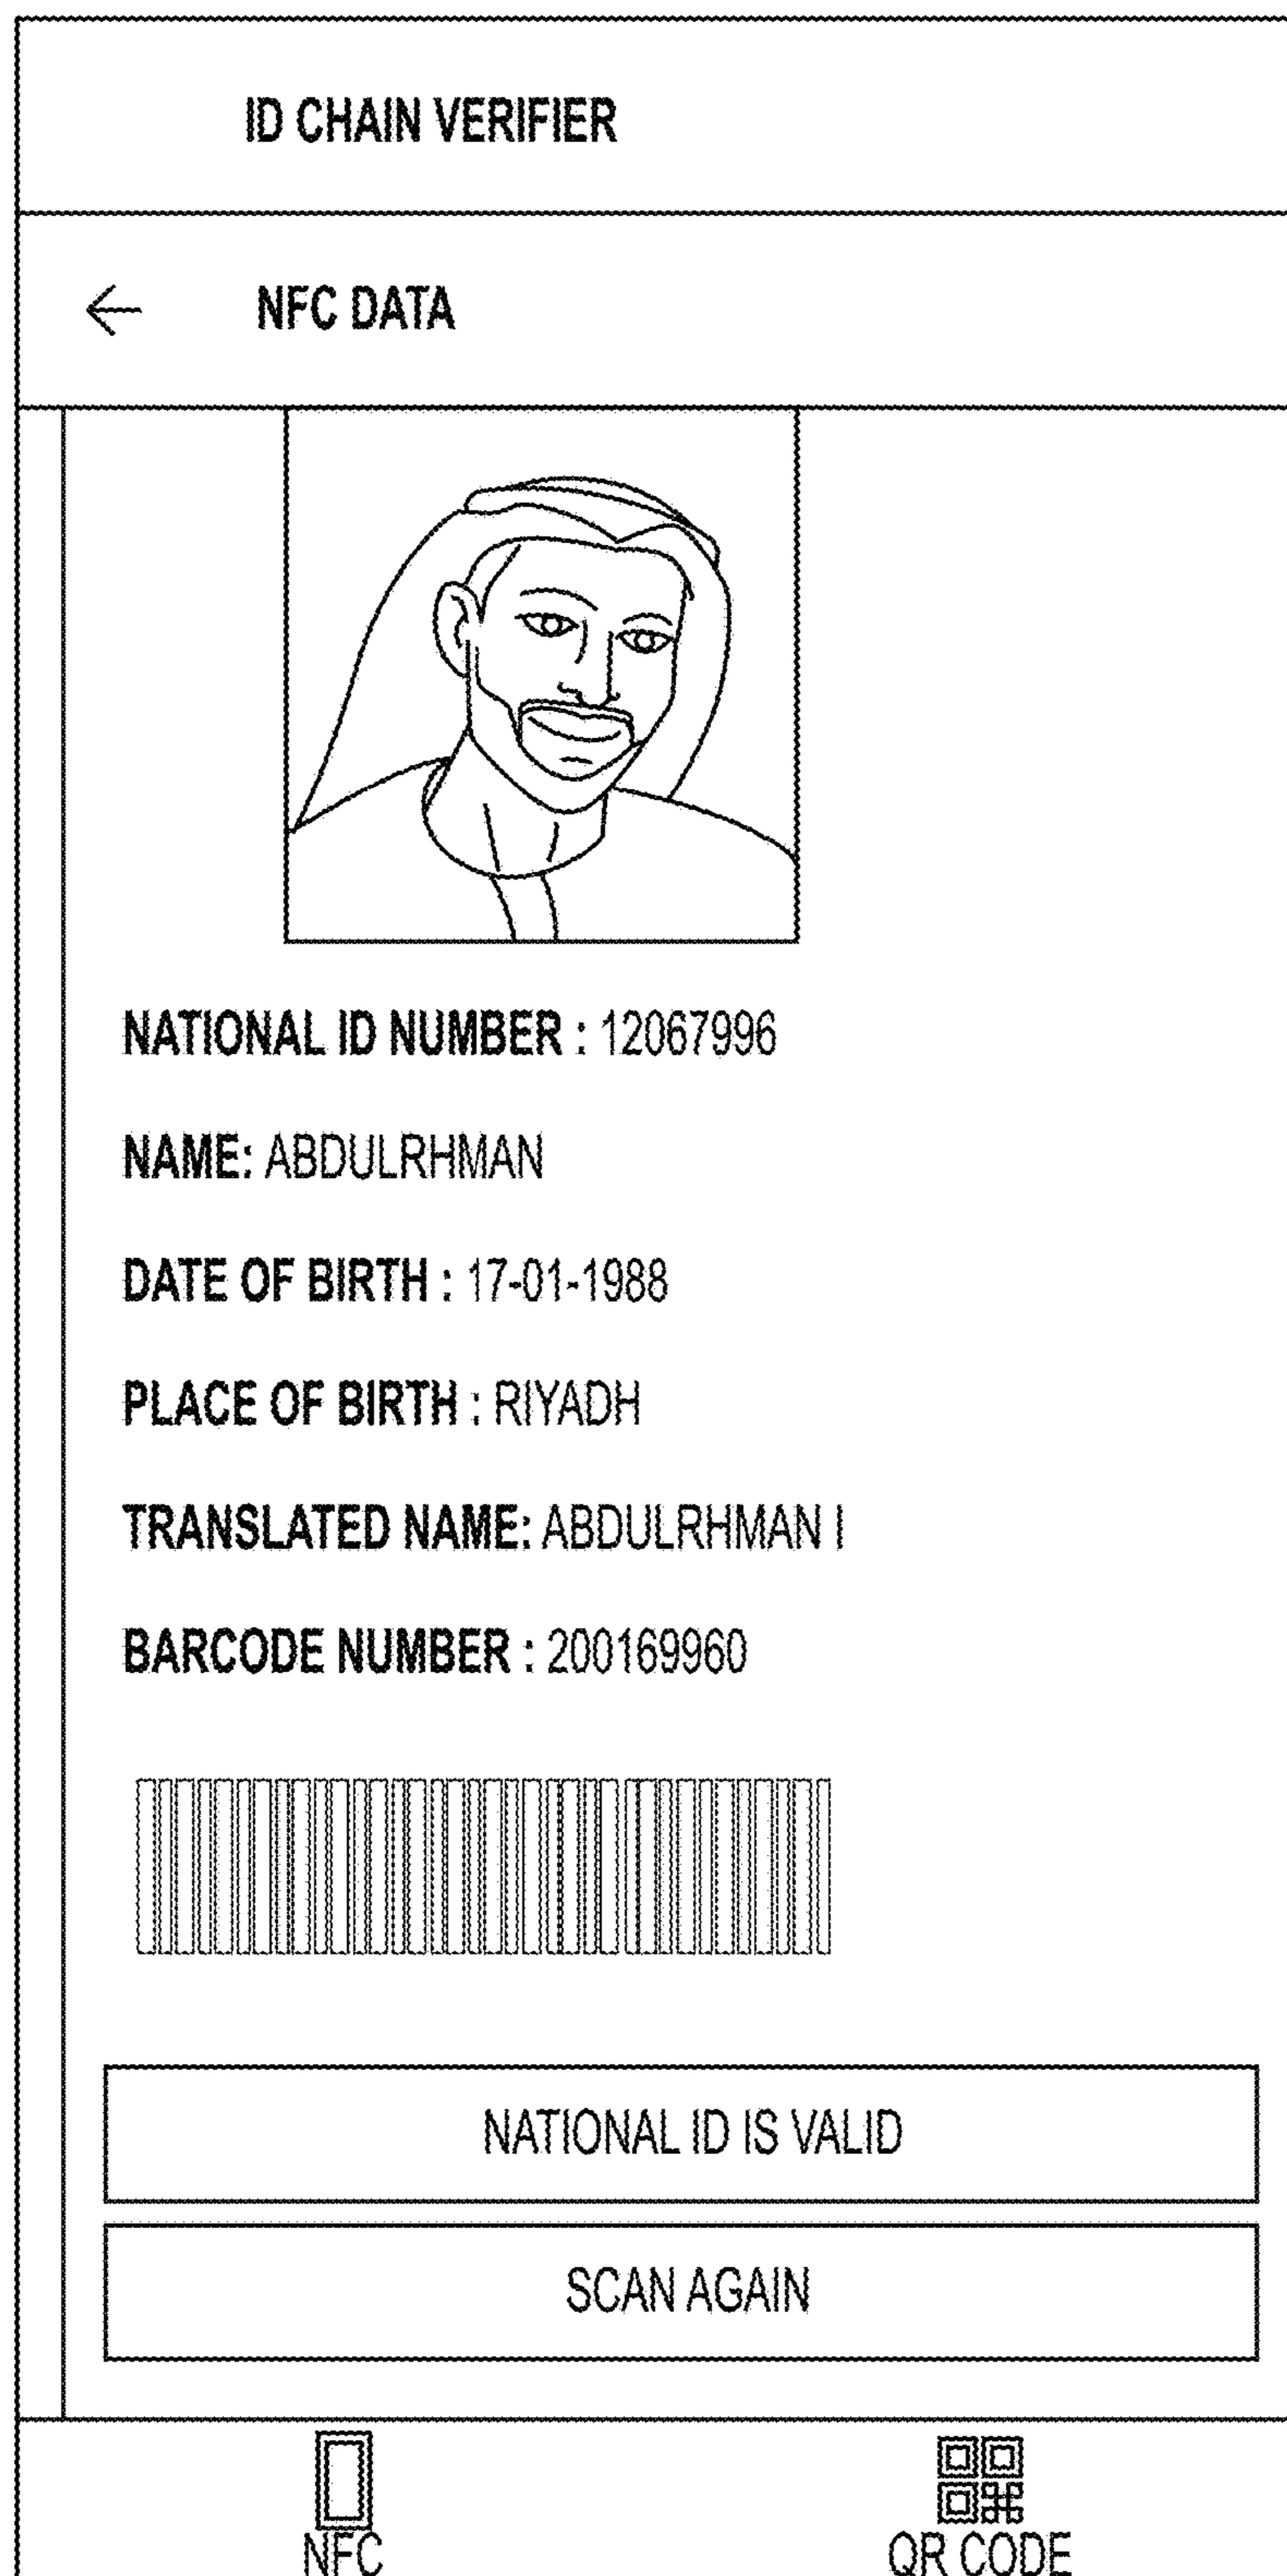 ID CHAIN VERIFIER
NFC DATA
NATIONAL ID NUMBER : 12067996
NAME: ABDULRHMAN
DATE OF BIRTH : 17-01-1988
PLACE OF BIRTH : RIYADH
TRANSLATED NAME: ABDULRHMAN I
BARCODE NUMBER : 200169960
NATIONAL ID IS VALID
SCAN AGAIN
NFC
QR CODE